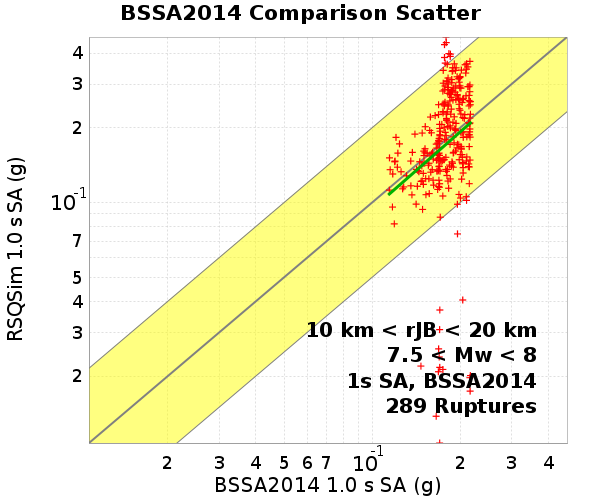 BSSA2014 Comparison Scatter
RSQSim 1.0 s SA (g)
4
3
2
10-1
7
5
4
3
2
10 km < rJB < 20 km
7.5 < Mw < 8
1s SA, BSSA2014
289 Ruptures
2 3 4 5 6 7 10-1 2 3 4
BSSA2014 1.0 s SA (g)